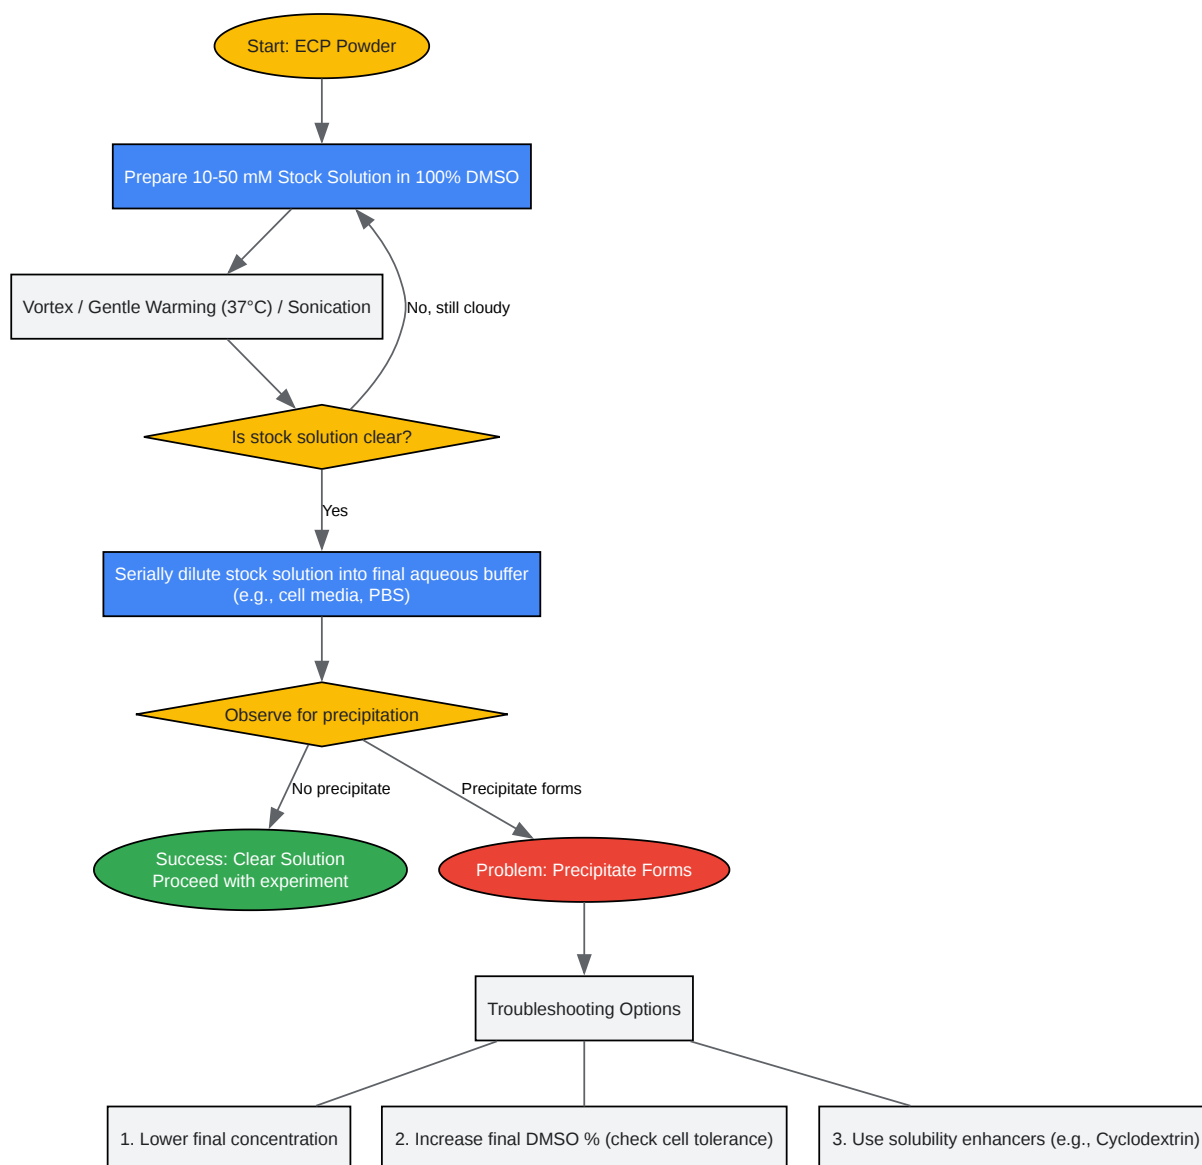 Start: ECP Powder
Prepare 10-50 mM Stock Solution in 100% DMSO
Vortex / Gentle Warming (37°C) / Sonication
No, still cloudy
Is stock solution clear?
Yes
Serially dilute stock solution into final aqueous buffer
(e.g., cell media, PBS)
Observe for precipitation
No precipitate
Precipitate forms
Success: Clear Solution
Proceed with experiment
Problem: Precipitate Forms
Troubleshooting Options
1. Lower final concentration
2. Increase final DMSO % (check cell tolerance)
3. Use solubility enhancers (e.g., Cyclodextrin)